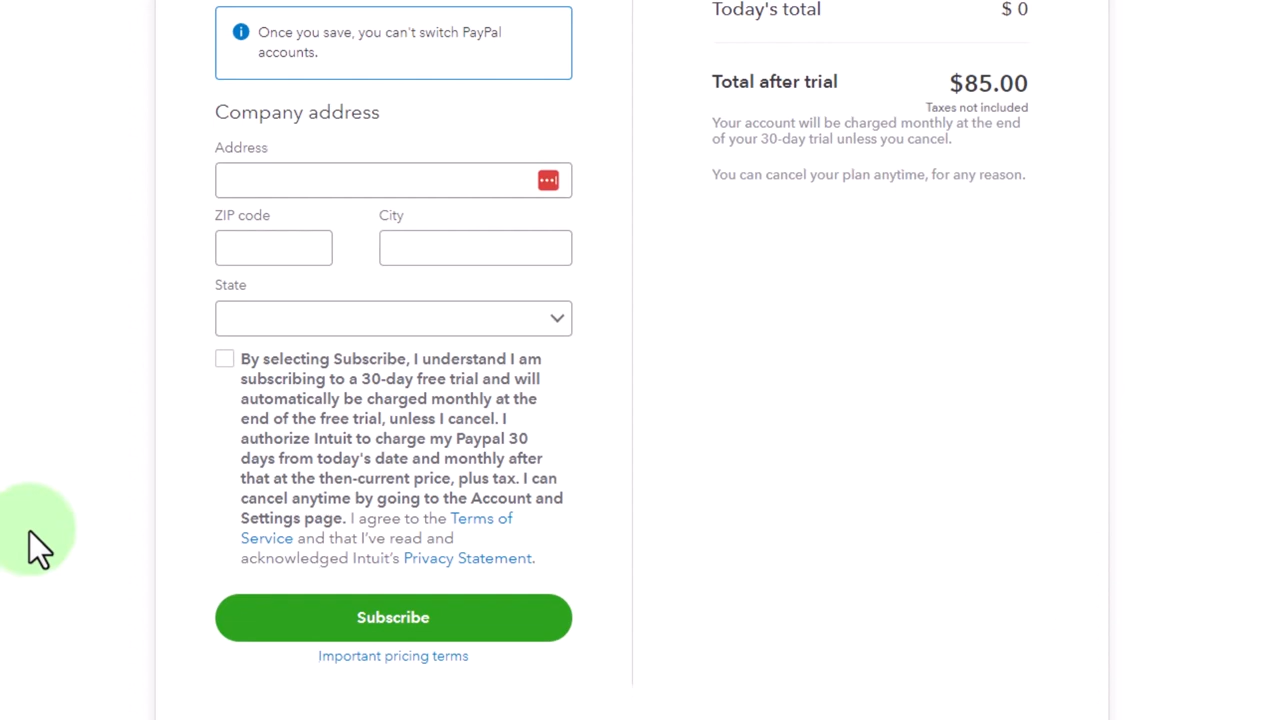 Once you save, you can't switch PayPal
accounts.
Company address
Address
ZIP code
City
State
By selecting Subscribe, I understand I am
subscribing to a 30-day free trial and will
automatically be charged monthly at the
end of the free trial, unless I cancel. I
authorize Intuit to charge my Paypal 30
days from today's date and monthly after
that at the then-current price, plus tax. I can
cancel anytime by going to the Account and
Settings page. I agree to the Terms of
Service and that I’ve read and
acknowledged Intuit’s Privacy Statement.
Subscribe
Important pricing terms
Today's total $ 0
Total after trial $85.00
Taxes not included
Your account will be charged monthly at the end
of your 30-day trial unless you cancel.
You can cancel your plan anytime, for any reason.